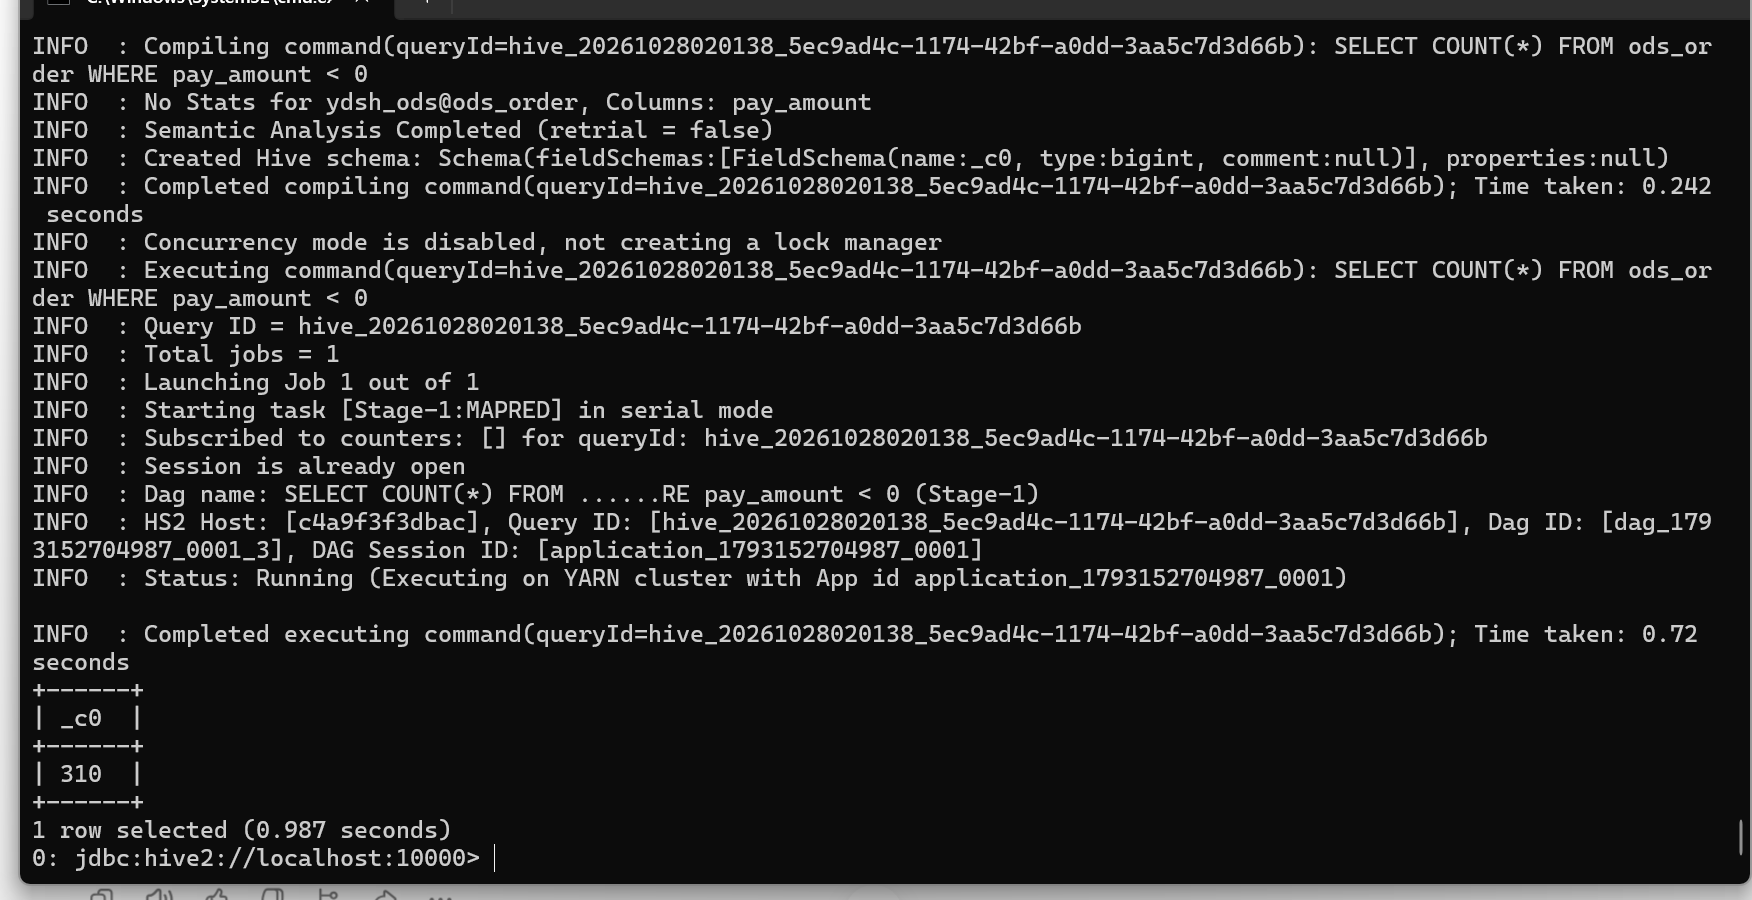 INFO  : Compiling command(queryId=hive_20261028020138_5ec9ad4c-1174-42bf-a0dd-3aa5c7d3d66b): SELECT COUNT(*) FROM ods_or
der WHERE pay_amount < 0
INFO  : No Stats for ydsh_ods@ods_order, Columns: pay_amount
INFO  : Semantic Analysis Completed (retrial = false)
INFO  : Created Hive schema: Schema(fieldSchemas:[FieldSchema(name:_c0, type:bigint, comment:null)], properties:null)
INFO  : Completed compiling command(queryId=hive_20261028020138_5ec9ad4c-1174-42bf-a0dd-3aa5c7d3d66b); Time taken: 0.242
 seconds
INFO  : Concurrency mode is disabled, not creating a lock manager
INFO  : Executing command(queryId=hive_20261028020138_5ec9ad4c-1174-42bf-a0dd-3aa5c7d3d66b): SELECT COUNT(*) FROM ods_or
der WHERE pay_amount < 0
INFO  : Query ID = hive_20261028020138_5ec9ad4c-1174-42bf-a0dd-3aa5c7d3d66b
INFO  : Total jobs = 1
INFO  : Launching Job 1 out of 1
INFO  : Starting task [Stage-1:MAPRED] in serial mode
INFO  : Subscribed to counters: [] for queryId: hive_20261028020138_5ec9ad4c-1174-42bf-a0dd-3aa5c7d3d66b
INFO  : Session is already open
INFO  : Dag name: SELECT COUNT(*) FROM ......RE pay_amount < 0 (Stage-1)
INFO  : HS2 Host: [c4a9f3f3dbac], Query ID: [hive_20261028020138_5ec9ad4c-1174-42bf-a0dd-3aa5c7d3d66b], Dag ID: [dag_179
3152704987_0001_3], DAG Session ID: [application_1793152704987_0001]
INFO  : Status: Running (Executing on YARN cluster with App id application_1793152704987_0001)

INFO  : Completed executing command(queryId=hive_20261028020138_5ec9ad4c-1174-42bf-a0dd-3aa5c7d3d66b); Time taken: 0.72
seconds
+------+
| _c0  |
+------+
| 310  |
+------+
1 row selected (0.987 seconds)
0: jdbc:hive2://localhost:10000>